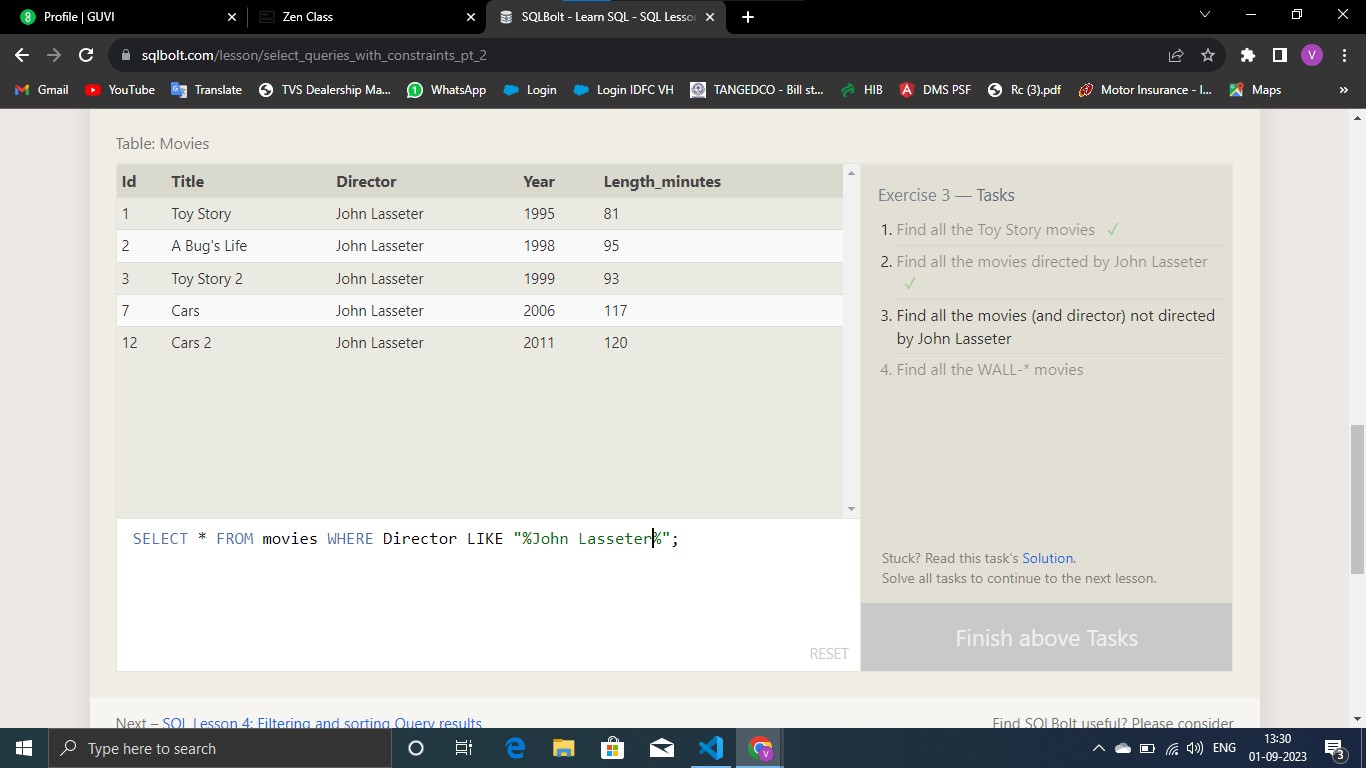 Profile | GUVI
Zen Class
SQLBolt - Learn SQL - SQL Lesson
sqlbolt.com/lesson/select_queries_with_constraints_pt_2
V
Gmail YouTube Translate TVS Dealership Ma... WhatsApp Login Login IDFC VH TANGEDCO - Bill st... HIB DMS PSF Rc (3).pdf Motor Insurance - I... Maps »
Table: Movies
Id Title Director Year Length_minutes
1 Toy Story John Lasseter 1995 81
2 A Bug's Life John Lasseter 1998 95
3 Toy Story 2 John Lasseter 1999 93
7 Cars John Lasseter 2006 117
12 Cars 2 John Lasseter 2011 120
SELECT * FROM movies WHERE Director LIKE "%John Lasseter%";
RESET
Exercise 3 — Tasks
1. Find all the Toy Story movies ✓
2. Find all the movies directed by John Lasseter
✓
3. Find all the movies (and director) not directed
by John Lasseter
4. Find all the WALL-* movies
Stuck? Read this task's Solution.
Solve all tasks to continue to the next lesson.
Finish above Tasks
Next – SQL Lesson 4: Filtering and sorting Query results
Find SQLBolt useful? Please consider
Type here to search
V
ENG
13:30
01-09-2023
3